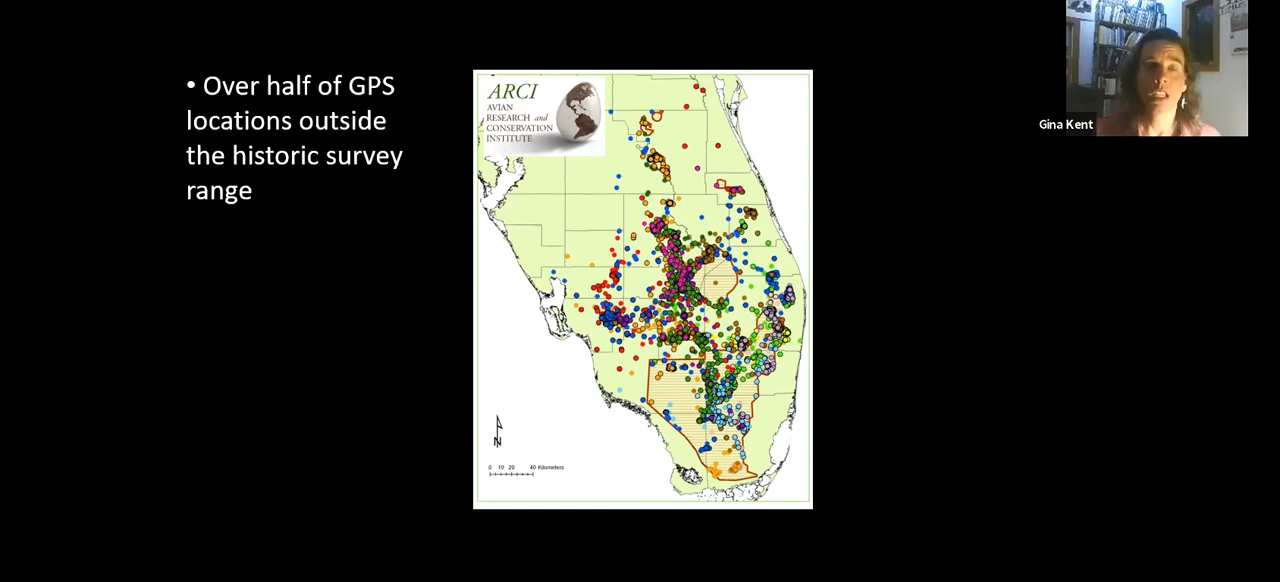 • Over half of GPS
locations outside
the historic survey
range
ARCI
AVIAN
RESEARCH and
CONSERVATION
INSTITUTE
N
0 10 20 40 Kilometers
Gina Kent